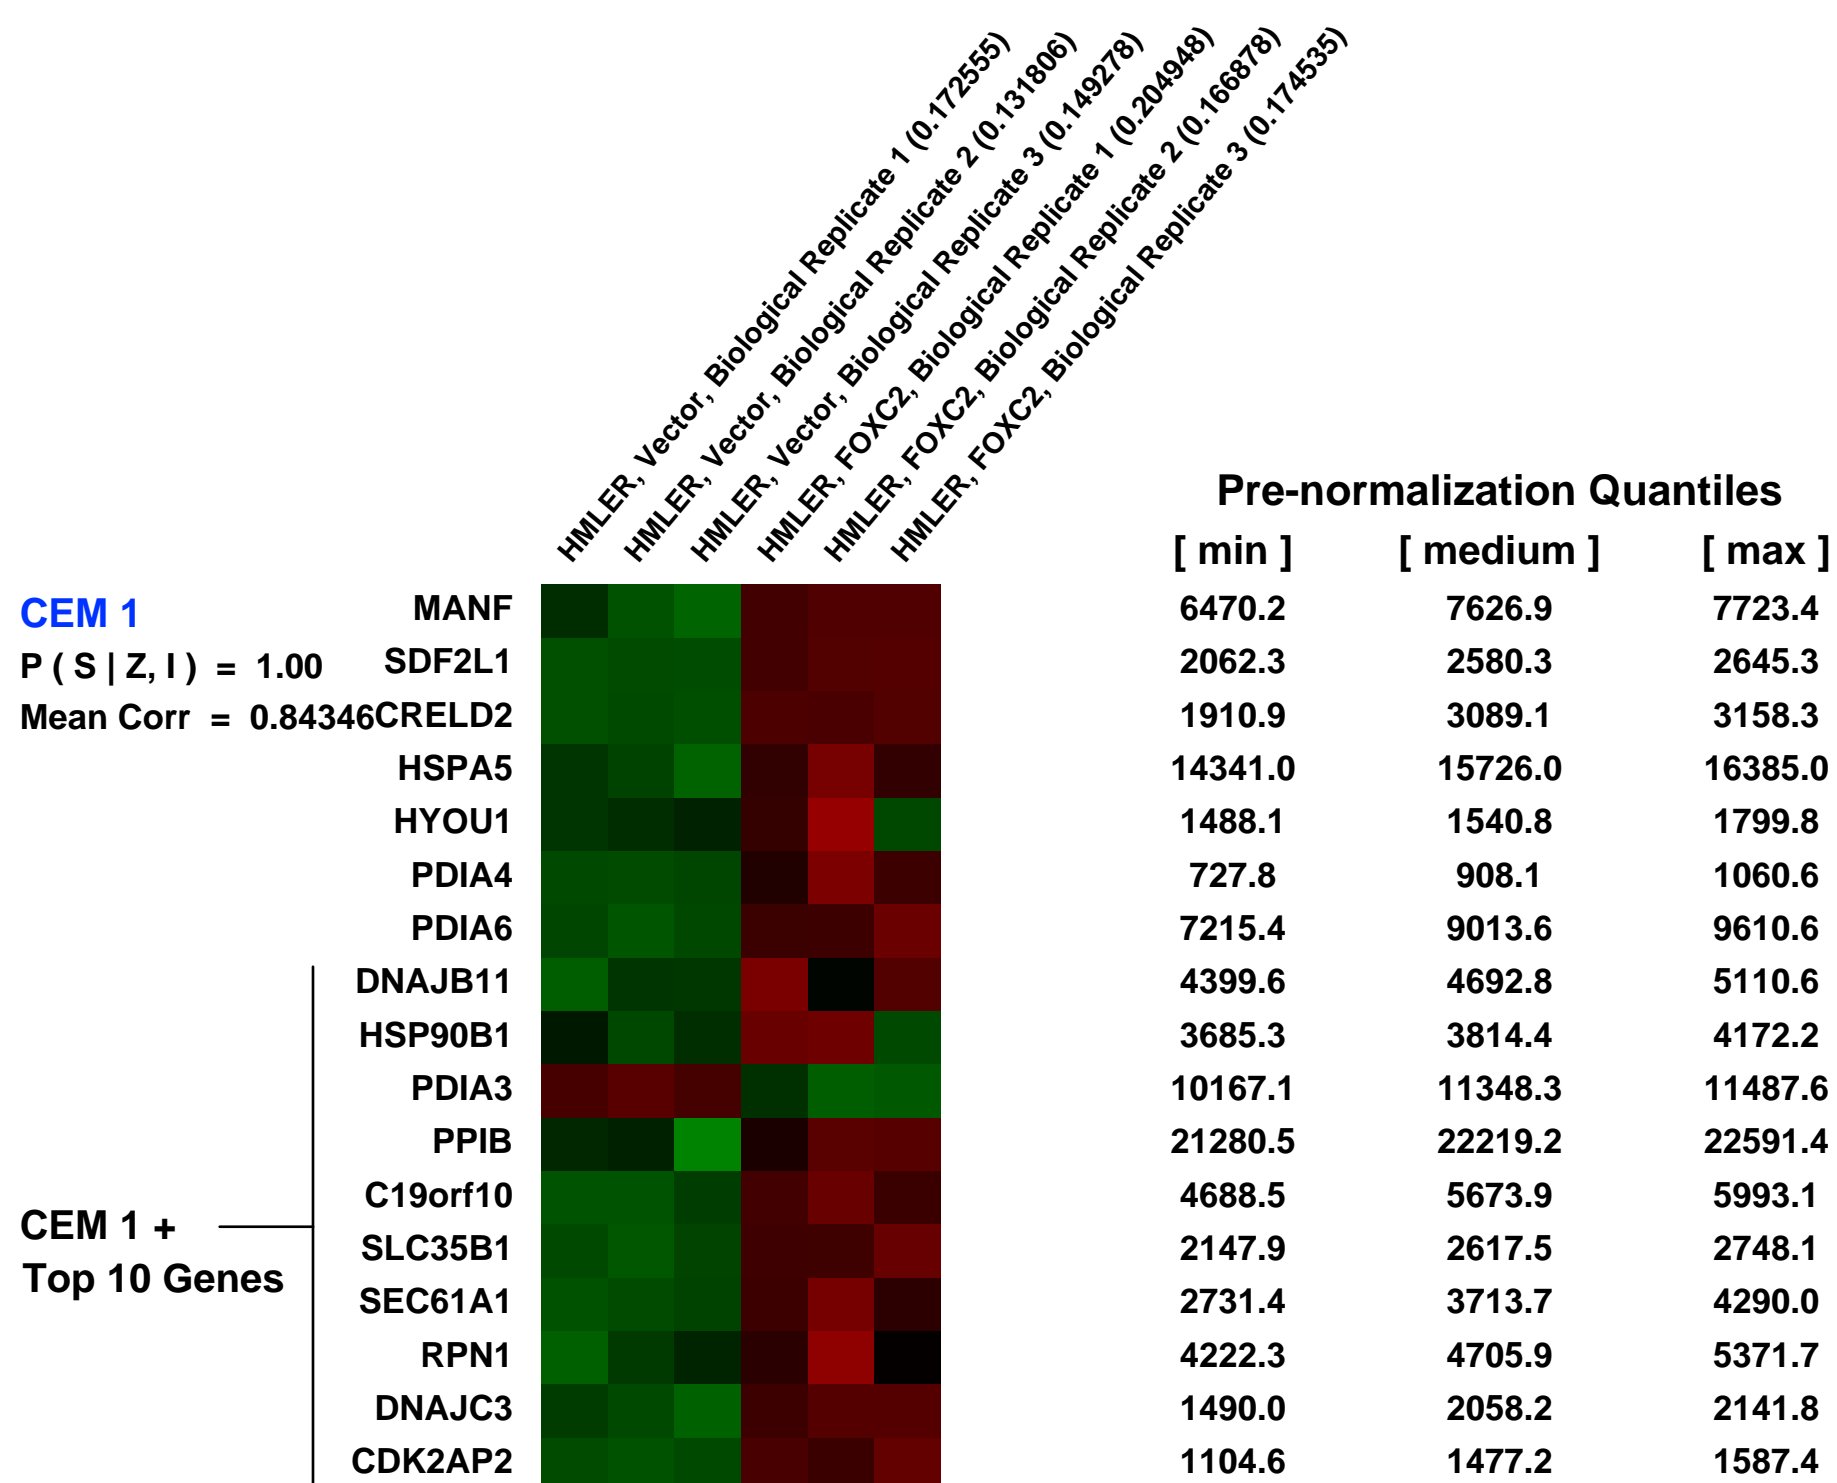 HMLER, Vector, Biological Replicate 1 (0.172555)
HMLER, Vector, Biological Replicate 2 (0.131806)
HMLER, Vector, Biological Replicate 3 (0.149278)
HMLER, FOXC2, Biological Replicate 1 (0.204948)
HMLER, FOXC2, Biological Replicate 2 (0.166878)
HMLER, FOXC2, Biological Replicate 3 (0.174535)
Pre-normalization Quantiles
[ min ] [ medium ] [ max ]
CEM 1 MANF 6470.2 7626.9 7723.4
P ( S | Z, I ) = 1.00 SDF2L1 2062.3 2580.3 2645.3
Mean Corr = 0.84346 CRELD2 1910.9 3089.1 3158.3
HSPA5 14341.0 15726.0 16385.0
HYOU1 1488.1 1540.8 1799.8
PDIA4 727.8 908.1 1060.6
PDIA6 7215.4 9013.6 9610.6
DNAJB11 4399.6 4692.8 5110.6
HSP90B1 3685.3 3814.4 4172.2
PDIA3 10167.1 11348.3 11487.6
PPIB 21280.5 22219.2 22591.4
C19orf10 4688.5 5673.9 5993.1
CEM 1 +
SLC35B1 2147.9 2617.5 2748.1
Top 10 Genes
SEC61A1 2731.4 3713.7 4290.0
RPN1 4222.3 4705.9 5371.7
DNAJC3 1490.0 2058.2 2141.8
CDK2AP2 1104.6 1477.2 1587.4